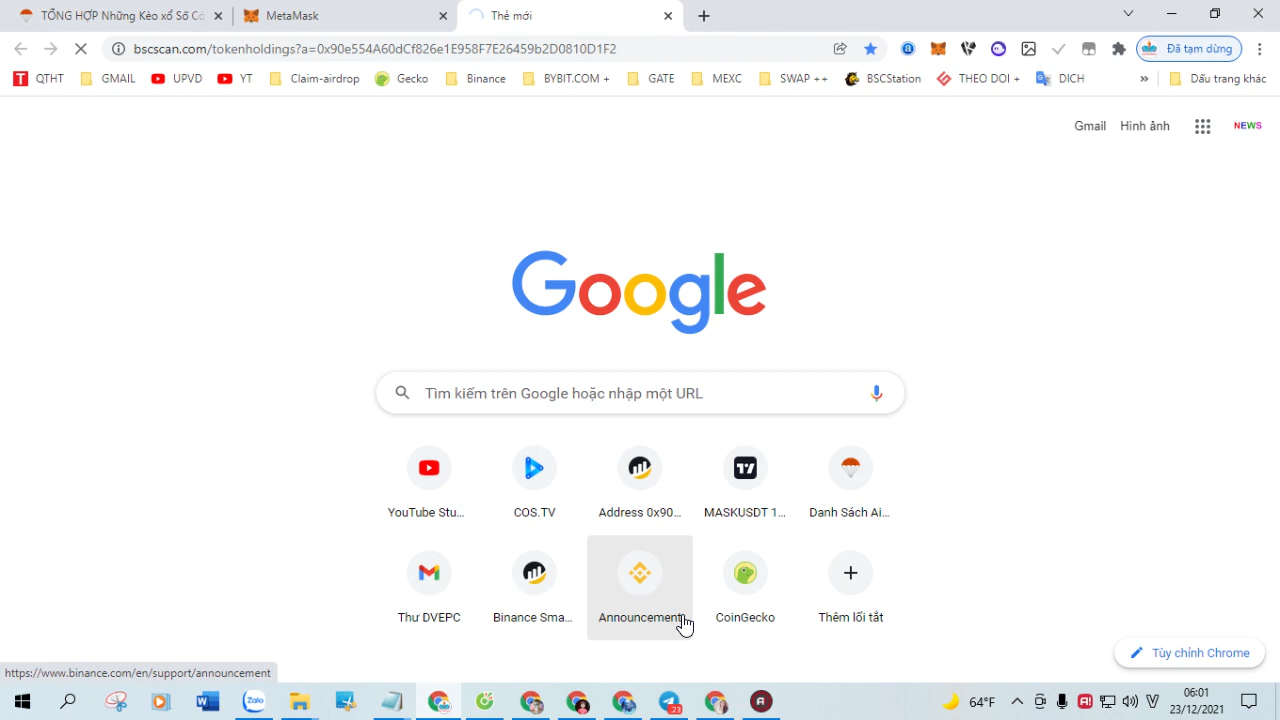 TỔNG HỢP Những Kèo xổ Số Có
MetaMask
Thẻ mới
bscscan.com/tokenholdings?a=0x90e554A60dCf826e1E958F7E26459b2D0810D1F2
Đã tạm dừng
QTHT
GMAIL
UPVD
YT
Claim-airdrop
Gecko
Binance
BYBIT.COM +
GATE
MEXC
SWAP ++
BSCStation
THEO DOI +
DICH
»
Dấu trang khác
Gmail
Hình ảnh
NEWS
Google
Tìm kiếm trên Google hoặc nhập một URL
YouTube Stu...
COS.TV
Address 0x90...
MASKUSDT 1...
Danh Sách Ai...
Thư DVEPC
Binance Sma...
Announcement
CoinGecko
Thêm lối tắt
Tùy chỉnh Chrome
https://www.binance.com/en/support/announcement
Zalo
23
64°F
06:01
23/12/2021